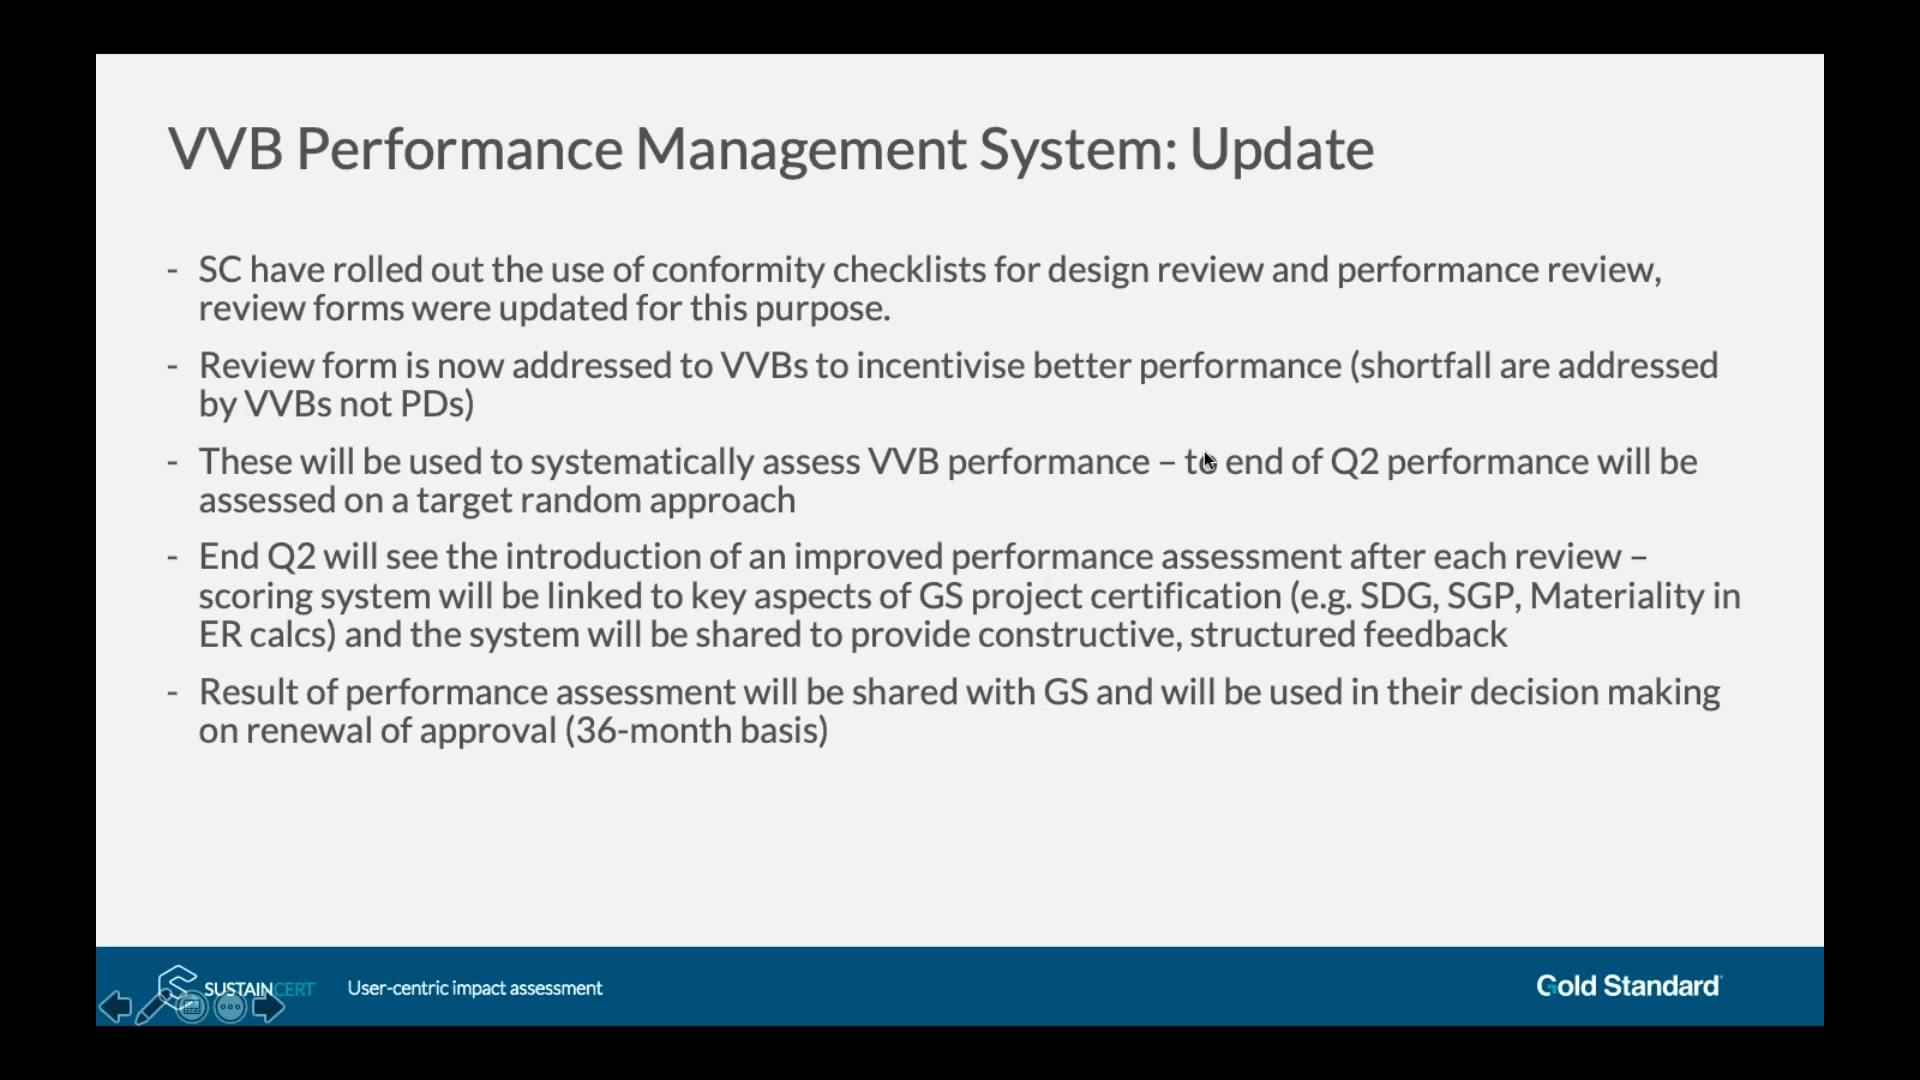 VVB Performance Management System: Update
- SC have rolled out the use of conformity checklists for design review and performance review,
review forms were updated for this purpose.
- Review form is now addressed to VVBs to incentivise better performance (shortfall are addressed
by VVBs not PDs)
- These will be used to systematically assess VVB performance – to end of Q2 performance will be
assessed on a target random approach
- End Q2 will see the introduction of an improved performance assessment after each review –
scoring system will be linked to key aspects of GS project certification (e.g. SDG, SGP, Materiality in
ER calcs) and the system will be shared to provide constructive, structured feedback
- Result of performance assessment will be shared with GS and will be used in their decision making
on renewal of approval (36-month basis)
SUSTAINCERT
User-centric impact assessment
Gold Standard